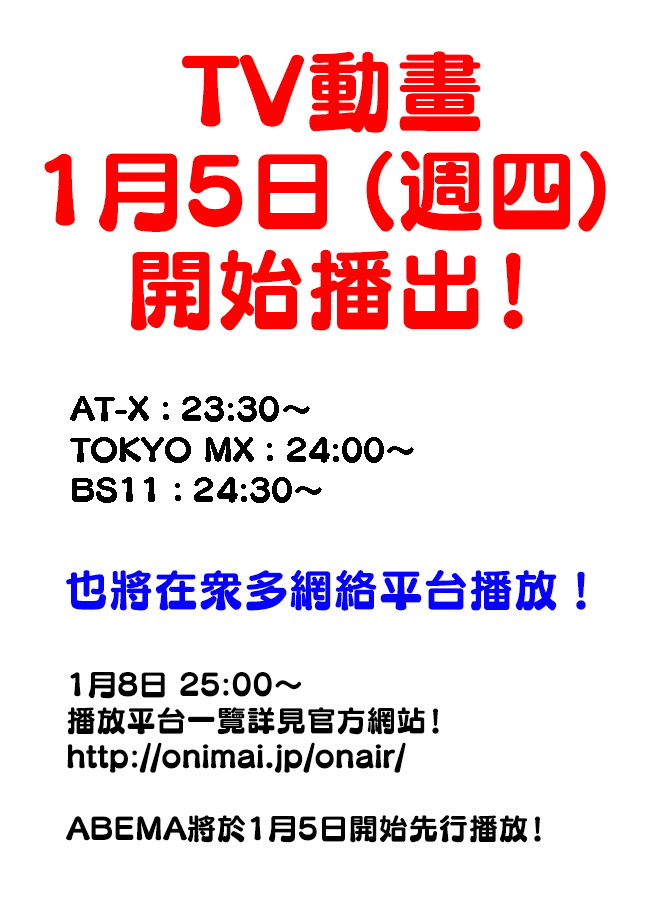 TV動畫
1月5日（週四）
開始播出！
AT-X：23:30～
TOKYO MX：24:00～
BS11：24:30～
也將在眾多網絡平台播放！
1月8日 25:00～
播放平台一覽詳見官方網站！
http://onimai.jp/onair/
ABEMA將於1月5日開始先行播放！